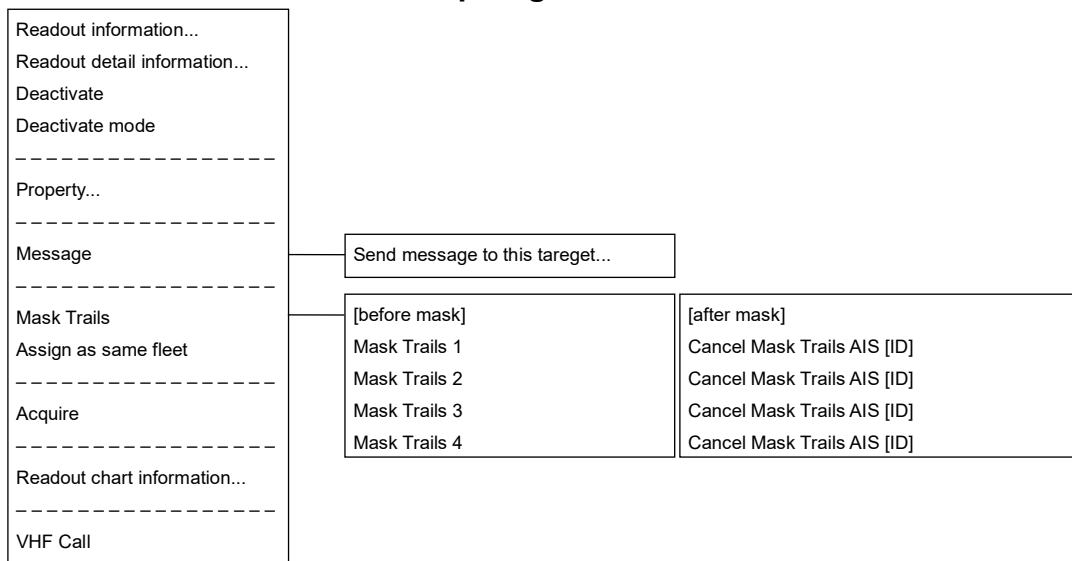 Readout information...
Readout detail information...
Deactivate
Deactivate mode
Property...
Message
Send message to this tareget...
Mask Trails
Assign as same fleet
[before mask]
Mask Trails 1
Mask Trails 2
Mask Trails 3
Mask Trails 4
[after mask]
Cancel Mask Trails AIS [ID]
Cancel Mask Trails AIS [ID]
Cancel Mask Trails AIS [ID]
Cancel Mask Trails AIS [ID]
Acquire
Readout chart information...
VHF Call